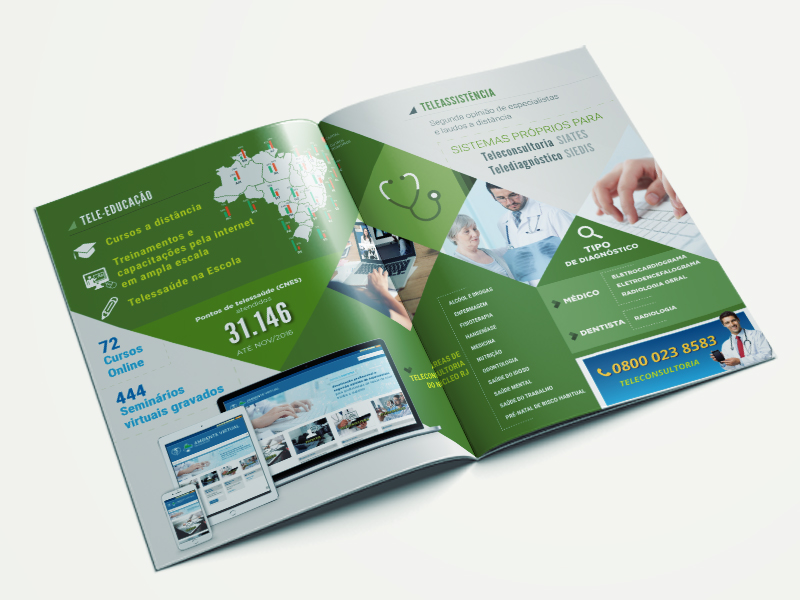 TELE-EDUCAÇÃO
Cursos a distância
Treinamentos e
capacitações pela internet
em ampla escala
Telessaúde na Escola
Pontos de telessaúde (CNES)
atendidos
31.146
ATÉ NOV/2016
72
Cursos
Online
444
Seminários
virtuais gravados
AMBIENTE VIRTUAL
TELEASSISTÊNCIA
Segunda opinião de especialistas
e laudos a distância
SISTEMAS PRÓPRIOS PARA
Teleconsultoria SIATES
Telediagnóstico SIEDIS
TIPO
DE DIAGNÓSTICO
MÉDICO
ELETROCARDIOGRAMA
ELETROENCEFALOGRAMA
RADIOLOGIA GERAL
DENTISTA
RADIOLOGIA
ÁREAS DE
TELECONSULTORIA
DO NÚCLEO RJ
ÁLCOOL E DROGAS
ENFERMAGEM
FISIOTERAPIA
HANSENÍASE
MEDICINA
NUTRIÇÃO
ODONTOLOGIA
SAÚDE DO IDOSO
SAÚDE MENTAL
SAÚDE DO TRABALHO
PRÉ-NATAL DE RISCO HABITUAL
0800 023 8583
TELECONSULTORIA